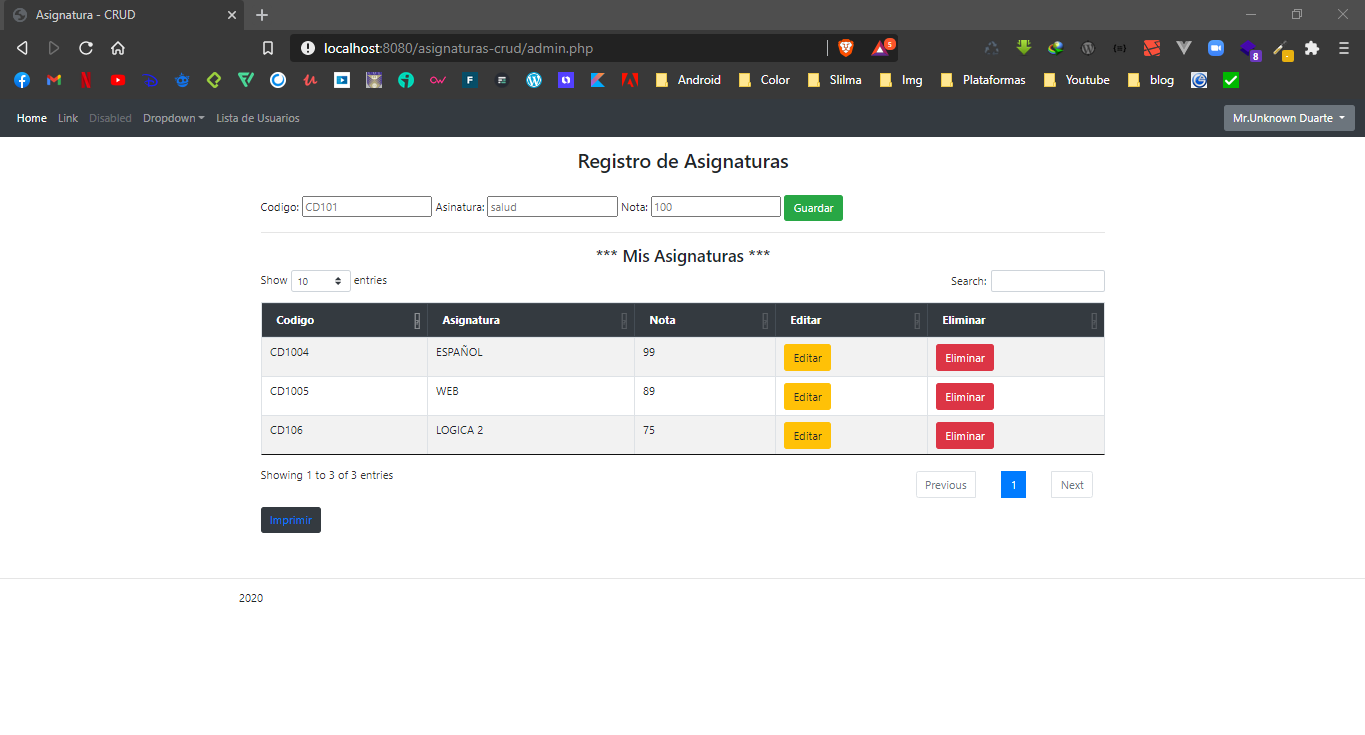 Asignatura - CRUD
localhost:8080/asignaturas-crud/admin.php 5 8
Android Color Slilma Img Plataformas Youtube blog
Home Link Disabled Dropdown Lista de Usuarios Mr.Unknown Duarte
Registro de Asignaturas
Codigo: CD101 Asinatura: salud Nota: 100 Guardar
*** Mis Asignaturas ***
Show 10 entries Search:
Codigo Asignatura Nota Editar Eliminar
CD1004 ESPAÑOL 99 Editar Eliminar
CD1005 WEB 89 Editar Eliminar
CD106 LOGICA 2 75 Editar Eliminar
Showing 1 to 3 of 3 entries Previous 1 Next
Imprimir
2020